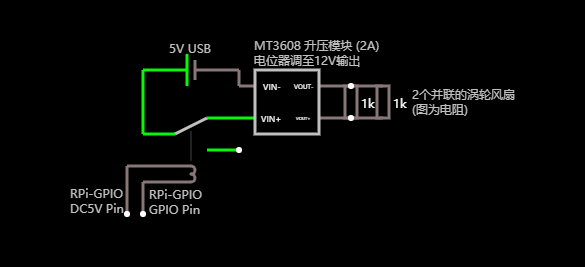 5V USB
MT3608 升压模块 (2A)
电位器调至12V输出
VIN- VOUT-
VIN+ VOUT+
1k 1k
2个并联的涡轮风扇
(图为电阻)
RPi-GPIO
DC5V Pin
RPi-GPIO
GPIO Pin